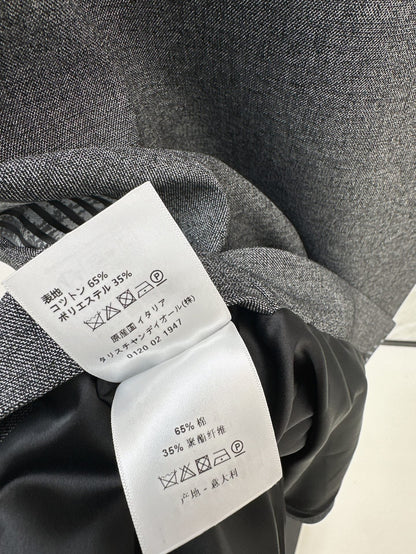 表地
コットン 65%
ポリエステル 35%
P
原産国 イタリア
タリスチャンディオール(株)
0120 02 1947
65% 棉
35% 聚酯纤维
P
产地 - 意大利